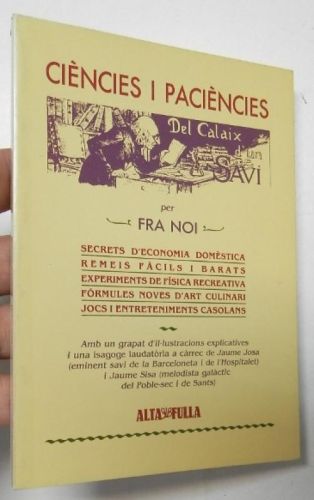 CIÈNCIES I PACIÈNCIES
Del Calaix
d'un
SAVI
per
FRA NOI
SECRETS D'ECONOMIA DOMÈSTICA
REMEIS FÀCILS I BARATS
EXPERIMENTS DE FÍSICA RECREATIVA
FÓRMULES NOVES D'ART CULINARI
JOCS I ENTRETENIMENTS CASOLANS
Amb un grapat d'il·lustracions explicatives
i una isagoge laudatòria a càrrec de Jaume Josa
(eminent savi de la Barceloneta i de l'Hospitalet)
i Jaume Sisa (melodista galàctic
del Poble-sec i de Sants)
ALTA FULLA